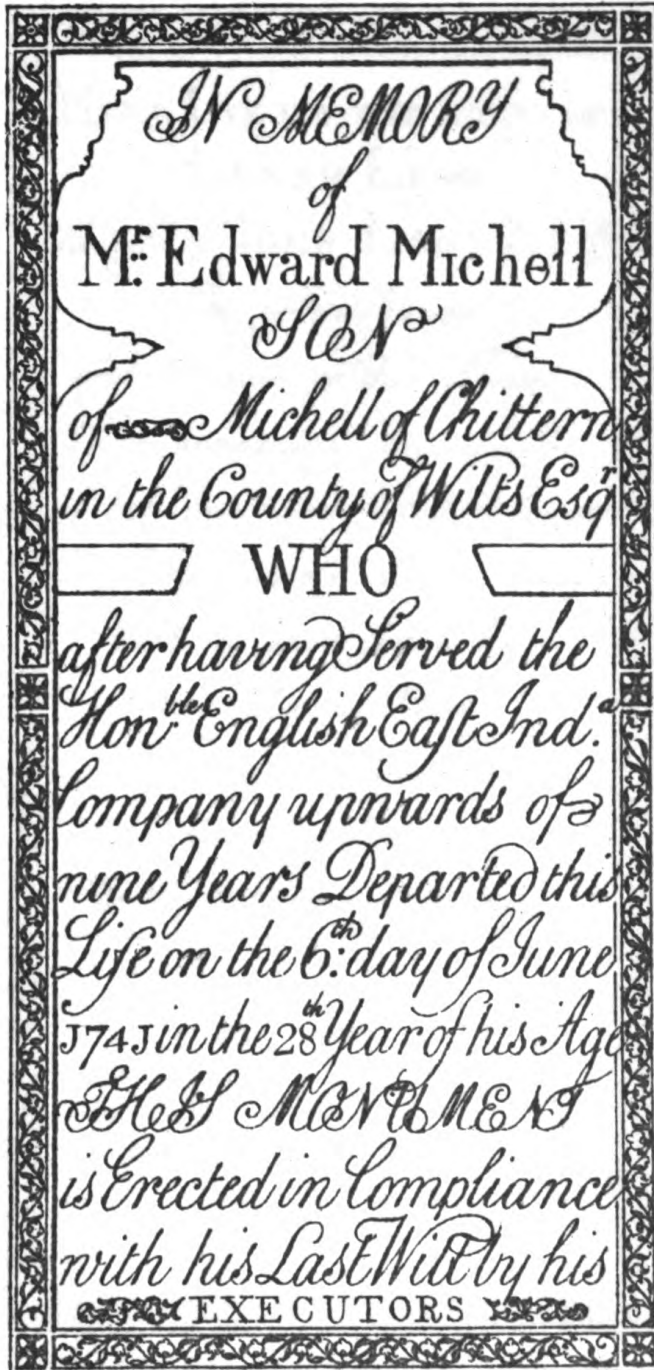 IN MEMORY
of
Mr. Edward Michell
SON
of Michell of Chittern
in the County of Wilts Esqr
WHO
after having Served the
Honble English Eaſt Inda.
Company upwards of
nine Years Departed this
Life on the 6th. day of June
J74J in the 28th Year of his Age
THIS MONUMENT
is Erected in Compliance
with his Last Will by his
EXECUTORS